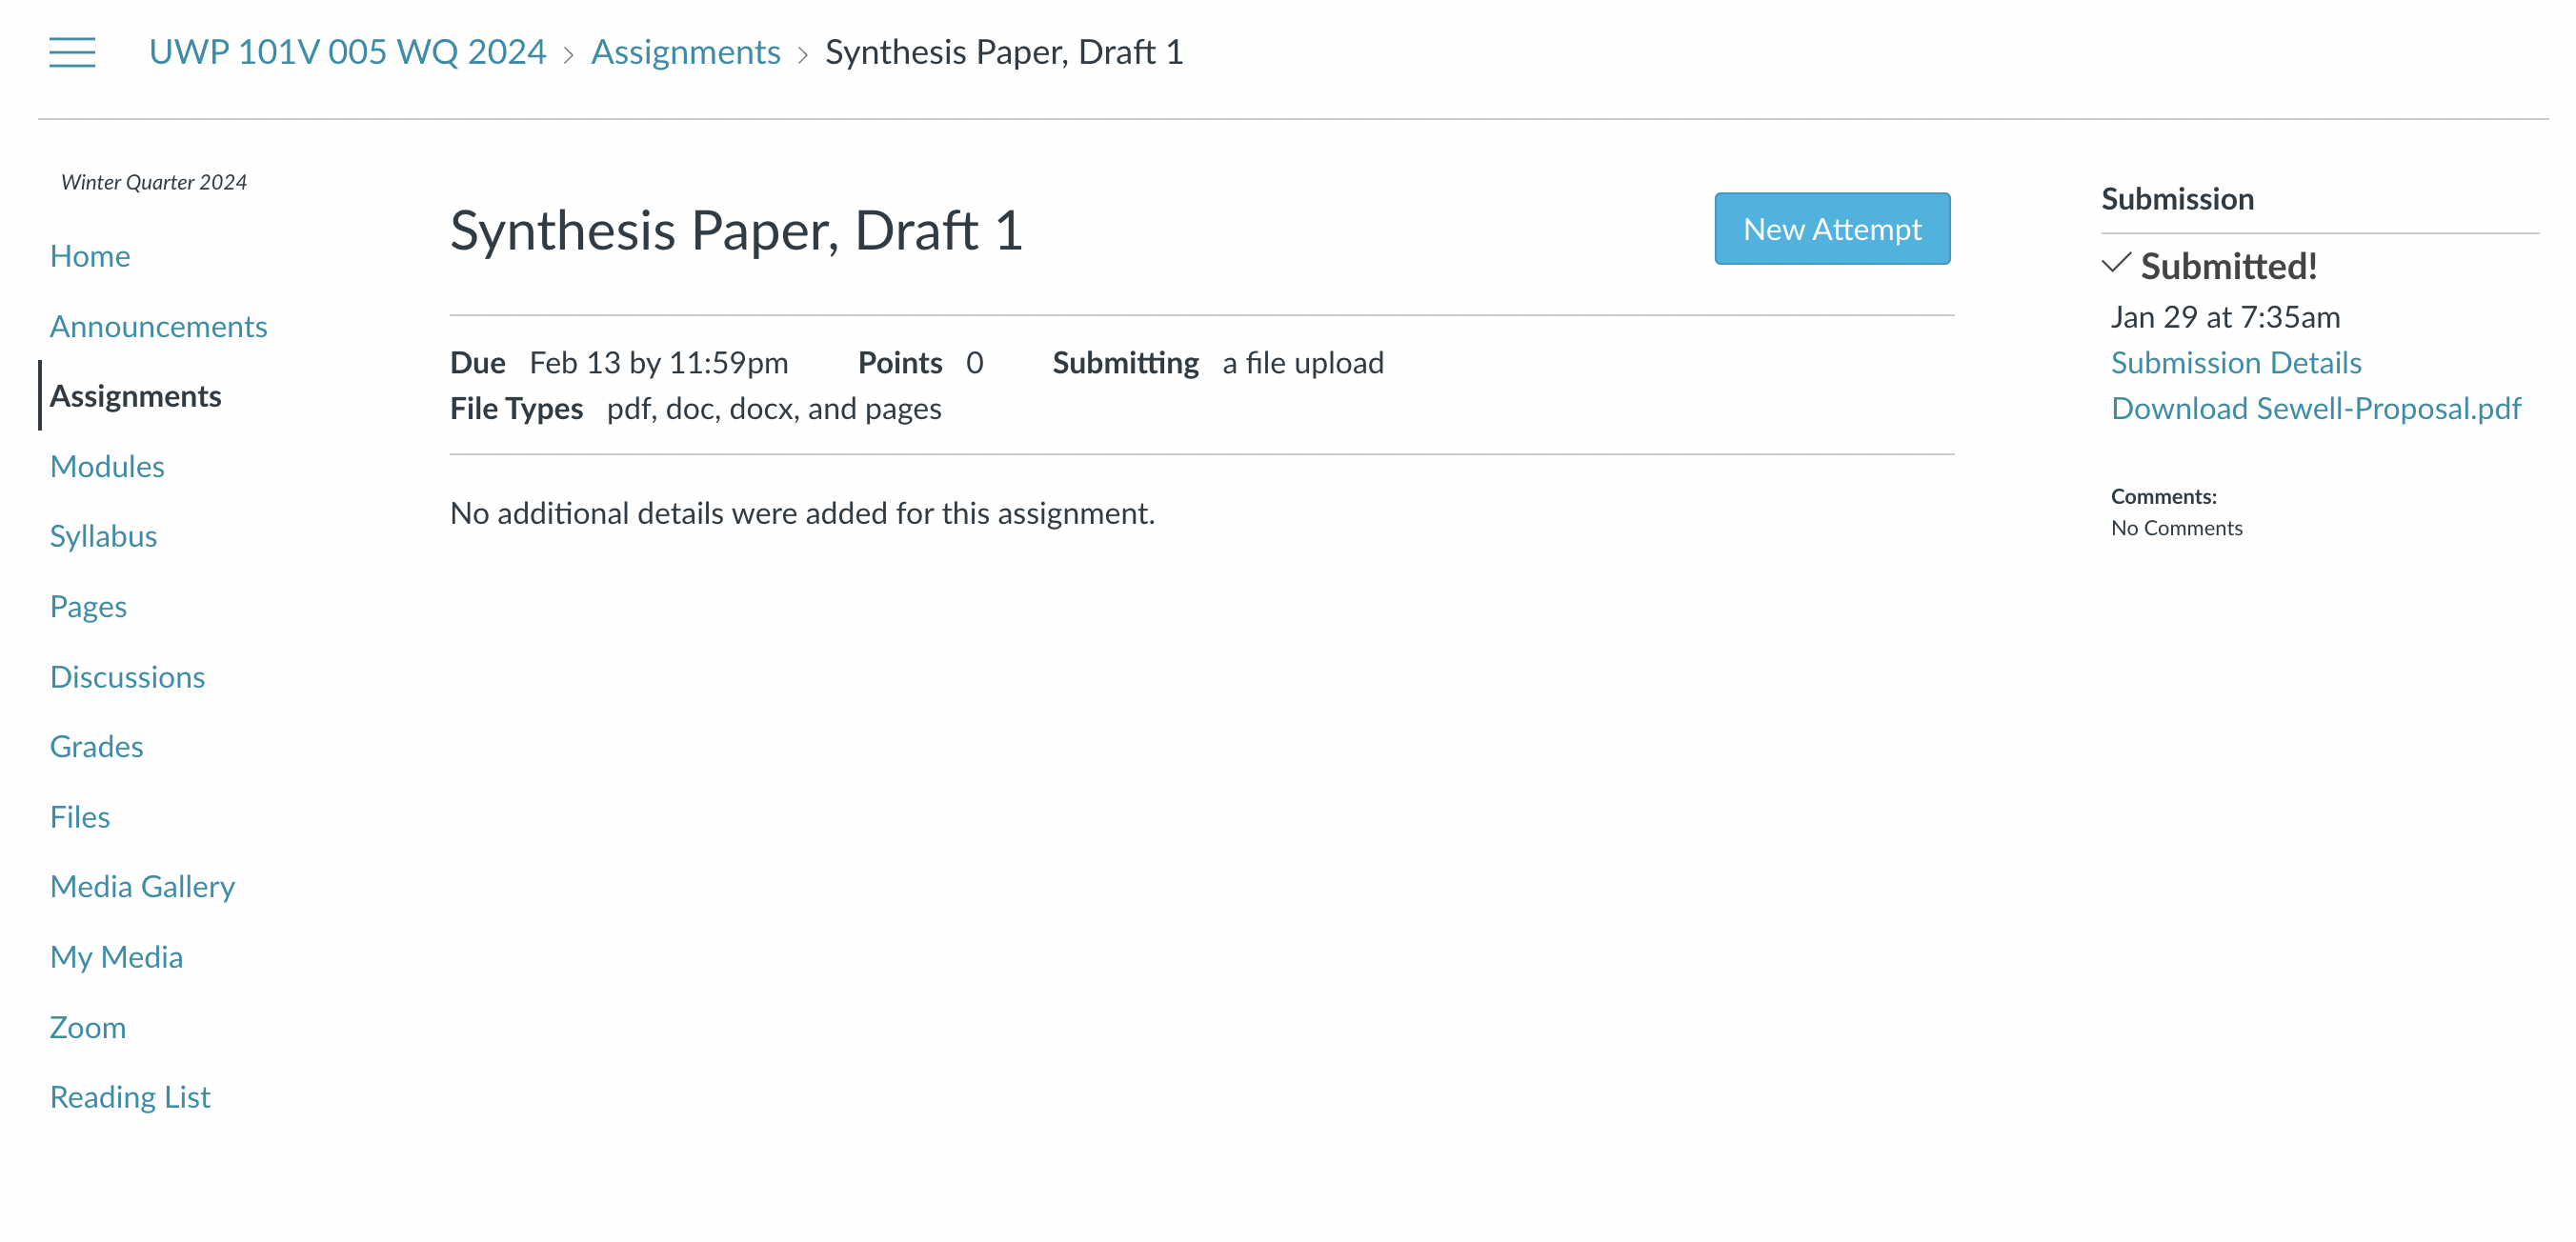 UWP 101V 005 WQ 2024 › Assignments › Synthesis Paper, Draft 1
Winter Quarter 2024
Home
Announcements
Assignments
Modules
Syllabus
Pages
Discussions
Grades
Files
Media Gallery
My Media
Zoom
Reading List
Synthesis Paper, Draft 1
New Attempt
Due Feb 13 by 11:59pm Points 0 Submitting a file upload
File Types pdf, doc, docx, and pages
No additional details were added for this assignment.
Submission
Submitted!
Jan 29 at 7:35am
Submission Details
Download Sewell-Proposal.pdf
Comments:
No Comments